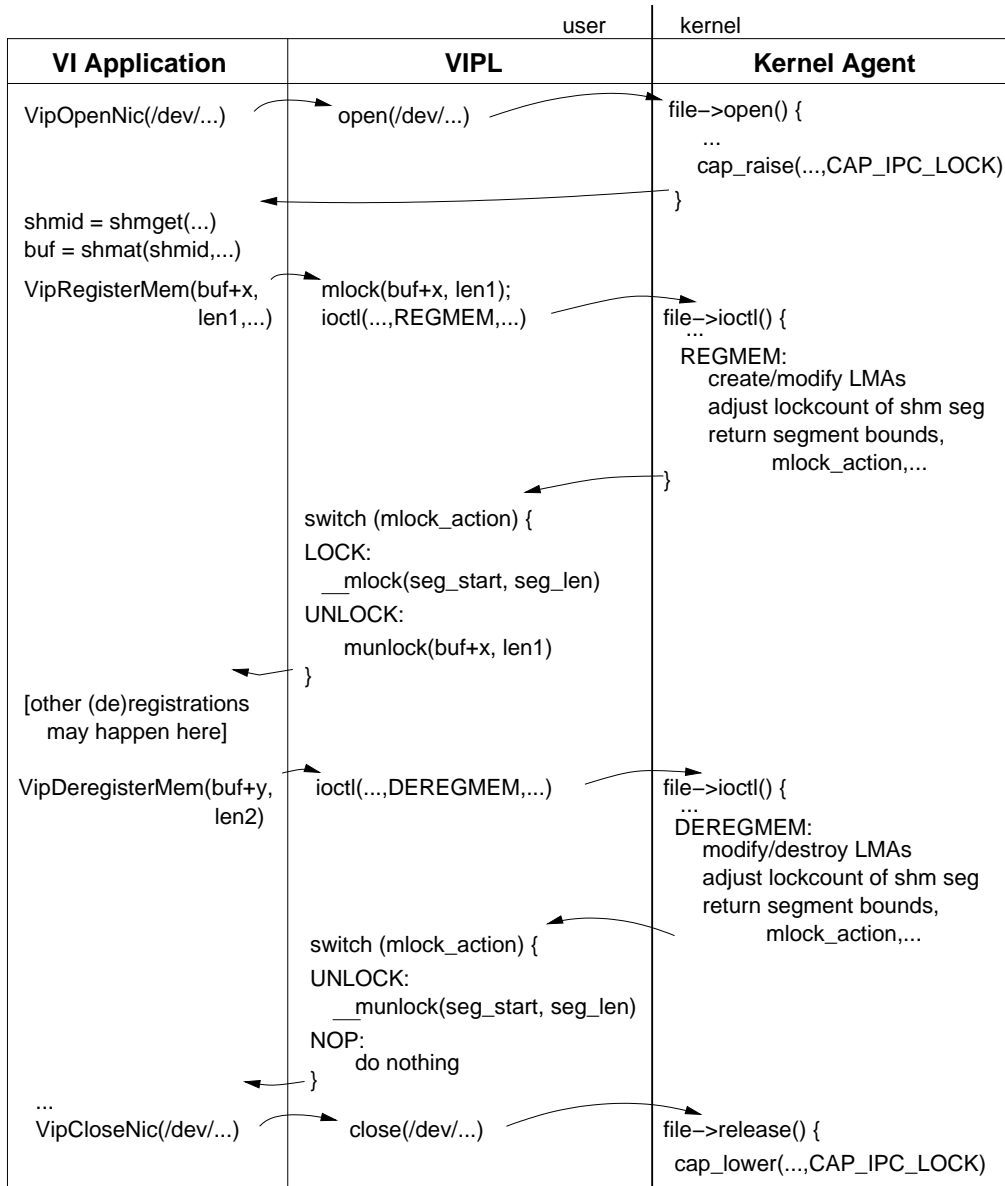 user kernel
VI Application VIPL Kernel Agent
VipOpenNic(/dev/...) open(/dev/...) file−>open() {
...
cap_raise(...,CAP_IPC_LOCK)
}
shmid = shmget(...)
buf = shmat(shmid,...)
VipRegisterMem(buf+x, mlock(buf+x, len1);
len1,...) ioctl(...,REGMEM,...) file−>ioctl() {
...
REGMEM:
create/modify LMAs
adjust lockcount of shm seg
return segment bounds,
mlock_action,...
}
switch (mlock_action) {
LOCK:
__mlock(seg_start, seg_len)
UNLOCK:
munlock(buf+x, len1)
}
[other (de)registrations
may happen here]
VipDeregisterMem(buf+y, ioctl(...,DEREGMEM,...) file−>ioctl() {
len2) ...
DEREGMEM:
modify/destroy LMAs
adjust lockcount of shm seg
return segment bounds,
mlock_action,...
switch (mlock_action) {
UNLOCK:
__munlock(seg_start, seg_len)
NOP:
do nothing
}
...
VipCloseNic(/dev/...) close(/dev/...) file−>release() {
cap_lower(...,CAP_IPC_LOCK)